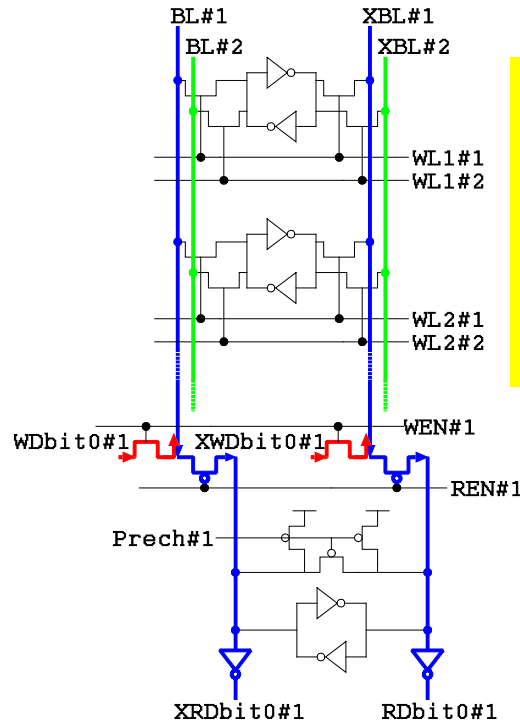 BL#1 XBL#1
BL#2 XBL#2
WL1#1
WL1#2
WL2#1
WL2#2
WEN#1
WDbit0#1 XWDbit0#1
REN#1
Prech#1
XRDbit0#1 RDbit0#1